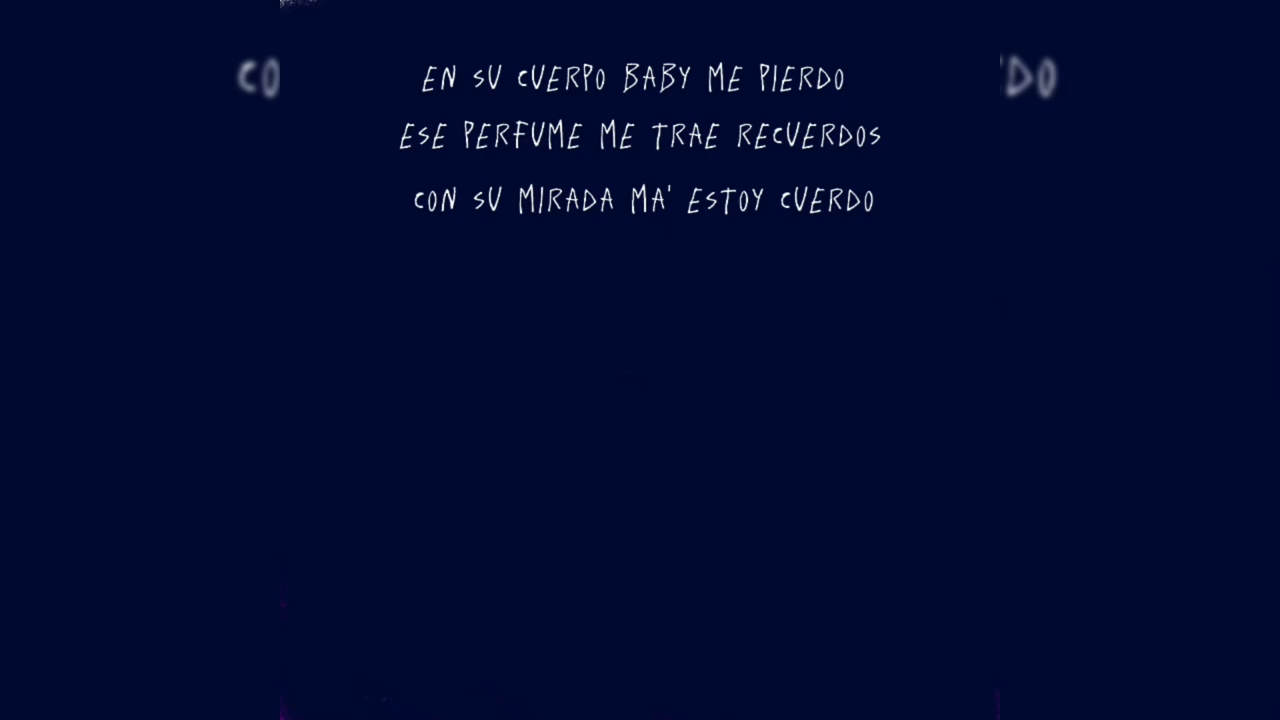 EN SU CUERPO BABY ME PIERDO
ESE PERFUME ME TRAE RECUERDOS
CON SU MIRADA MA' ESTOY CUERDO